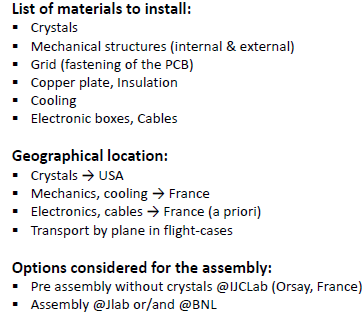 List of materials to install:
▪ Crystals
▪ Mechanical structures (internal & external)
▪ Grid (fastening of the PCB)
▪ Copper plate, Insulation
▪ Cooling
▪ Electronic boxes, Cables
Geographical location:
▪ Crystals → USA
▪ Mechanics, cooling → France
▪ Electronics, cables → France (a priori)
▪ Transport by plane in flight-cases
Options considered for the assembly:
▪ Pre assembly without crystals @IJCLab (Orsay, France)
▪ Assembly @Jlab or/and @BNL